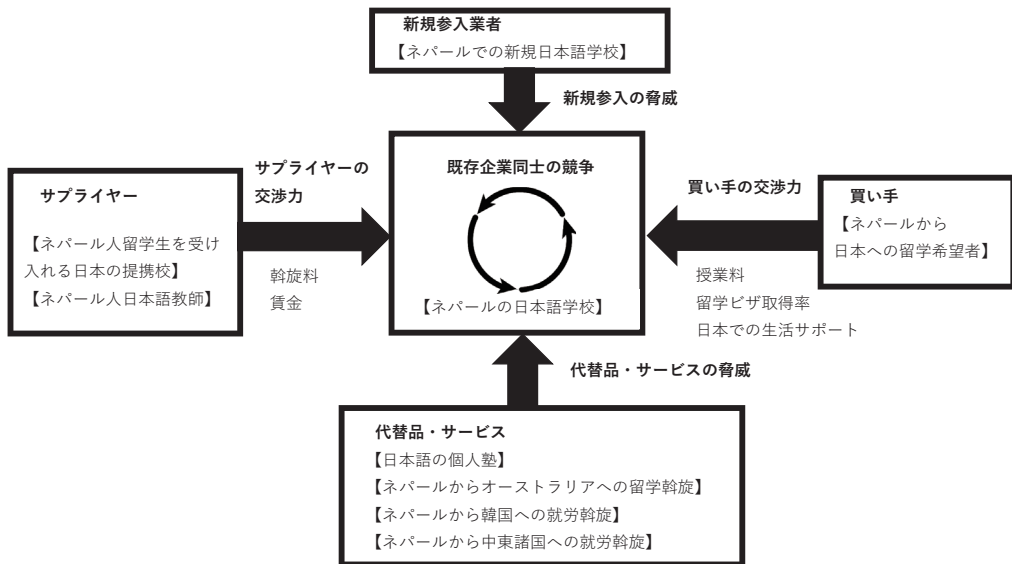 新規参入業者
【ネパールでの新規日本語学校】
新規参入の脅威
サプライヤー
【ネパール人留学生を受け
入れる日本の提携校】
【ネパール人日本語教師】
サプライヤーの
交渉力
斡旋料
賃金
既存企業同士の競争
【ネパールの日本語学校】
買い手の交渉力
授業料
留学ビザ取得率
日本での生活サポート
買い手
【ネパールから
日本への留学希望者】
代替品・サービスの脅威
代替品・サービス
【日本語の個人塾】
【ネパールからオーストラリアへの留学斡旋】
【ネパールから韓国への就労斡旋】
【ネパールから中東諸国への就労斡旋】